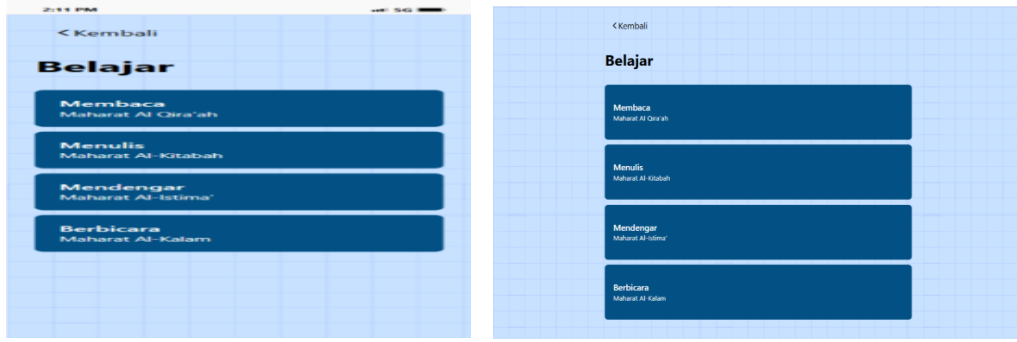 2:11 PM 5G
< Kembali
Belajar
Membaca
Maharat Al Qira'ah
Menulis
Maharat Al-Kitabah
Mendengar
Maharat Al-Istima'
Berbicara
Maharat Al-Kalam
< Kembali
Belajar
Membaca
Maharat Al Qira'ah
Menulis
Maharat Al-Kitabah
Mendengar
Maharat Al-Istima'
Berbicara
Maharat Al-Kalam